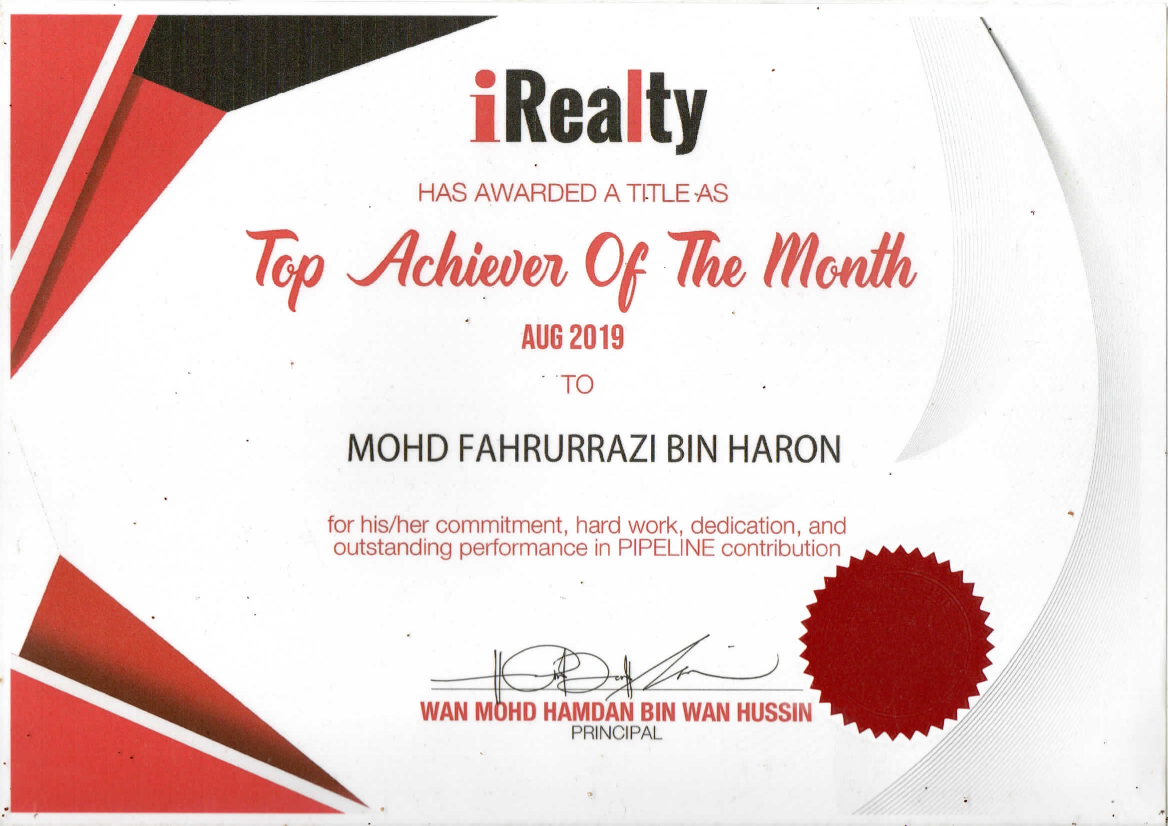 iRealty
HAS AWARDED A TITLE AS
Top Achiever Of The Month
AUG 2019
TO
MOHD FAHRURRAZI BIN HARON
for his/her commitment, hard work, dedication, and
outstanding performance in PIPELINE contribution
WAN MOHD HAMDAN BIN WAN HUSSIN
PRINCIPAL